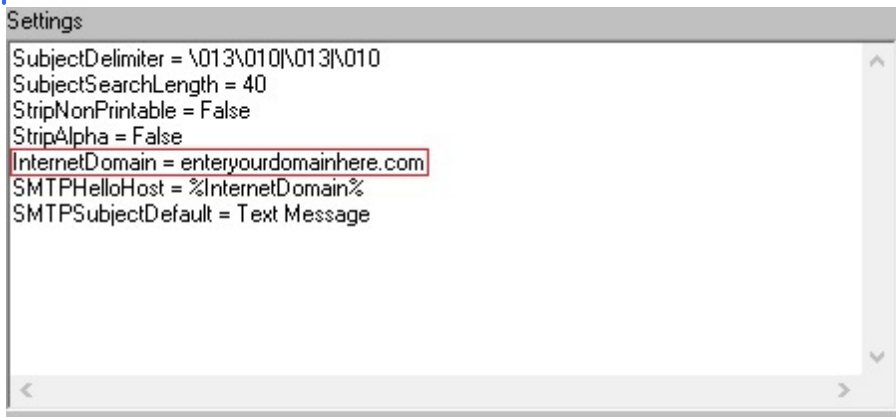 Settings
SubjectDelimiter = \013\010|\013|\010
SubjectSearchLength = 40
StripNonPrintable = False
StripAlpha = False
InternetDomain = enteryourdomainhere.com
SMTPHelloHost = %InternetDomain%
SMTPSubjectDefault = Text Message